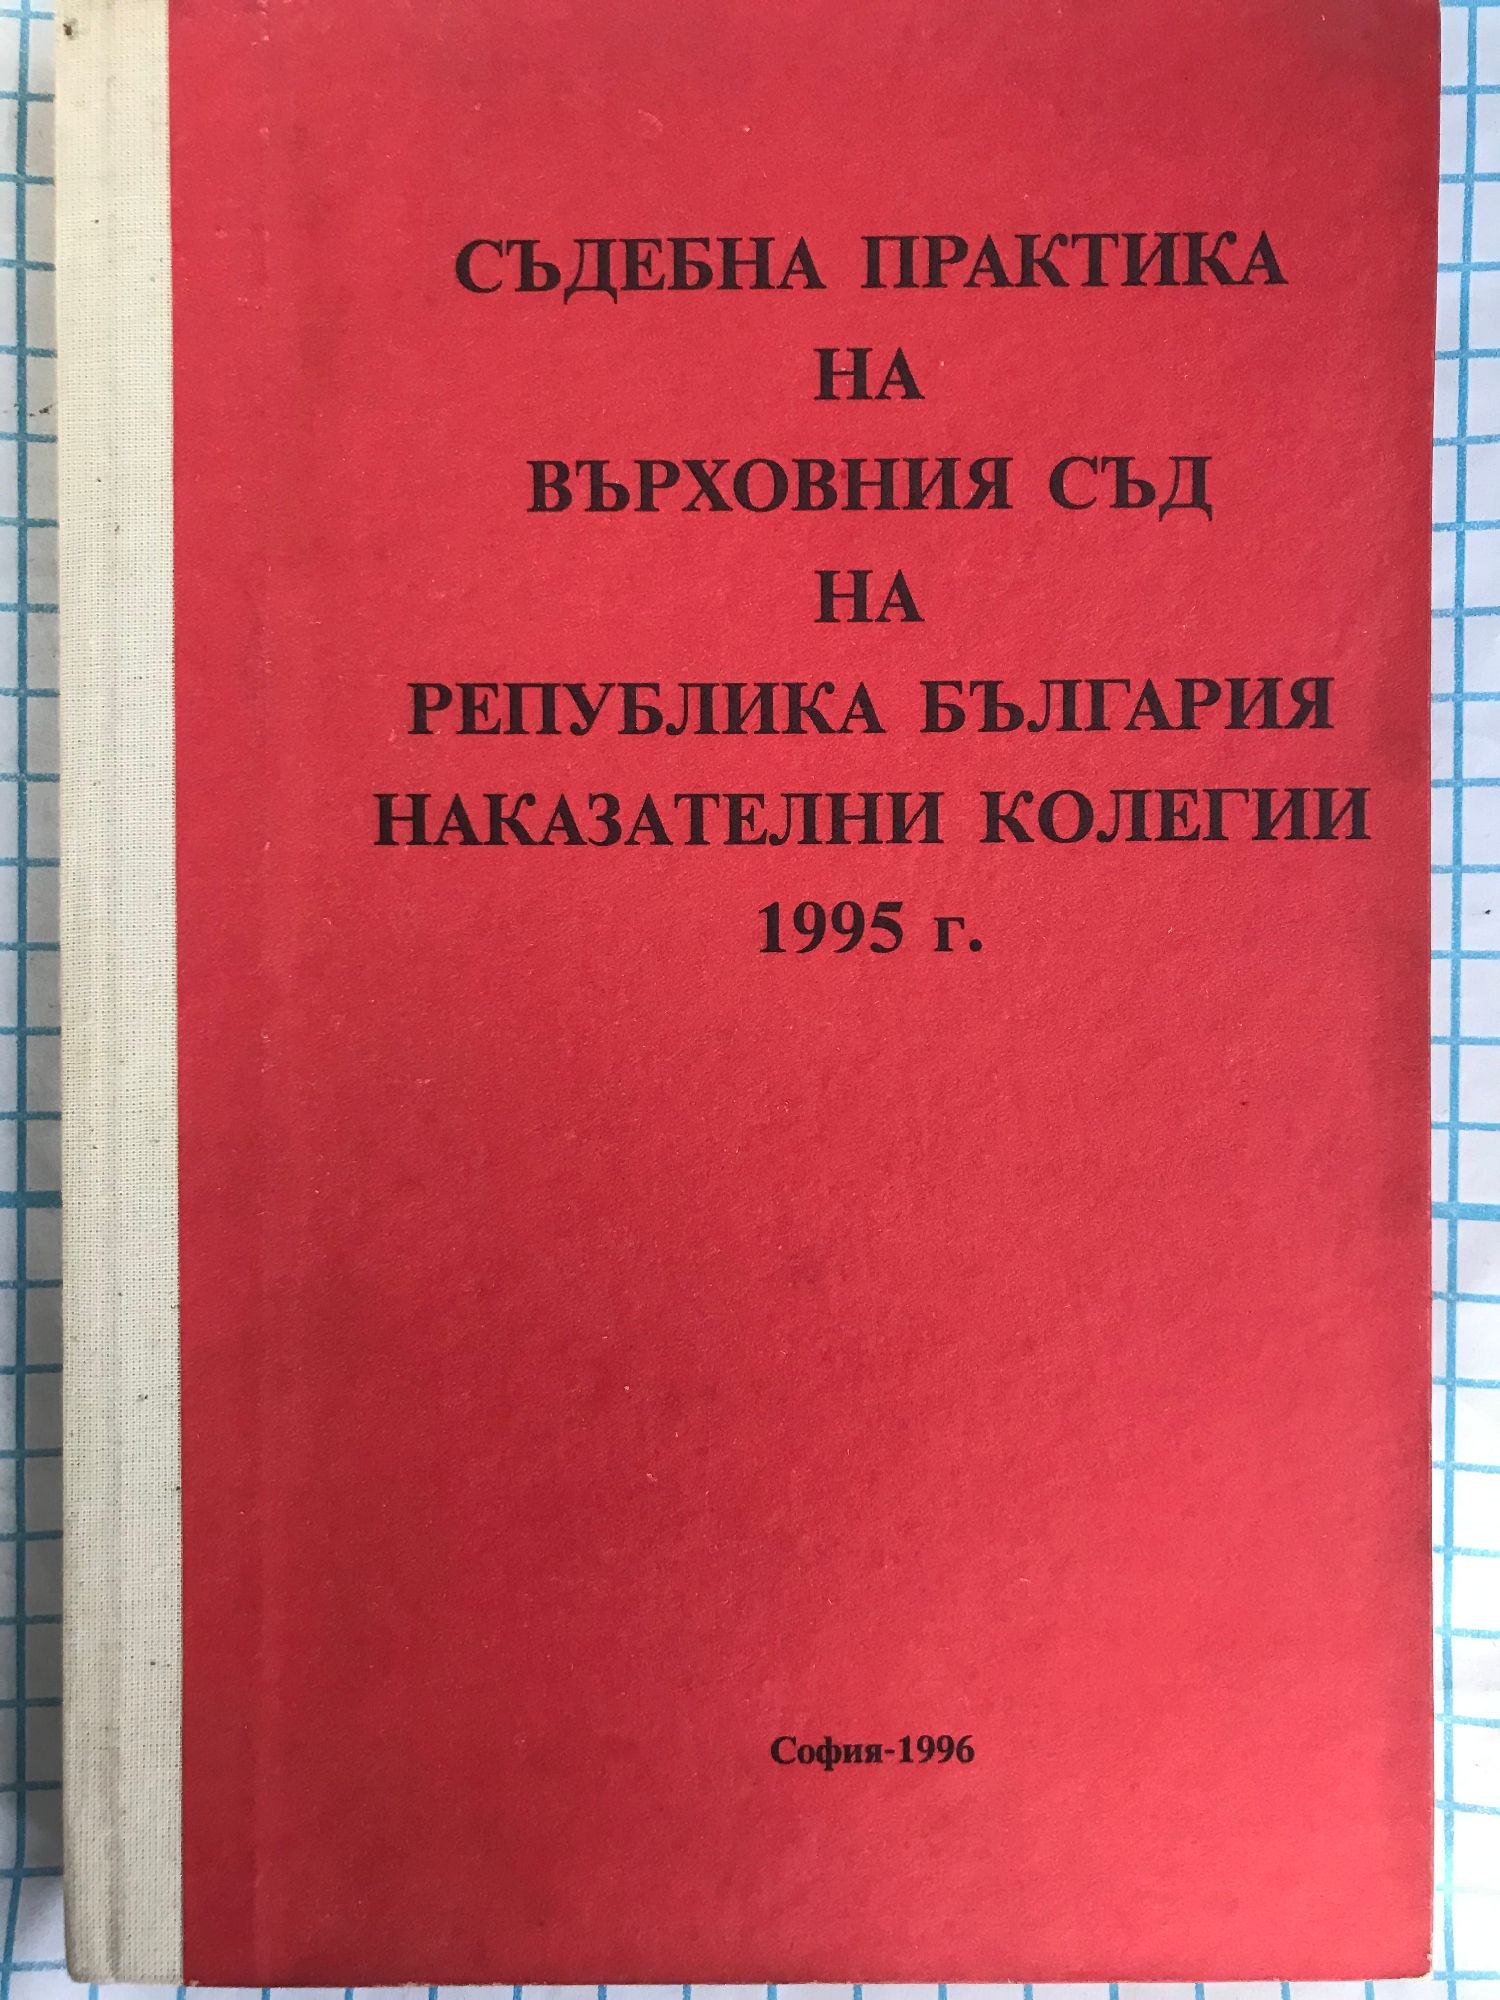 СЪДЕБНА ПРАКТИКА
НА
ВЪРХОВНИЯ СЪД
НА
РЕПУБЛИКА БЪЛГАРИЯ
НАКАЗАТЕЛНИ КОЛЕГИИ
1995 г.
София-1996